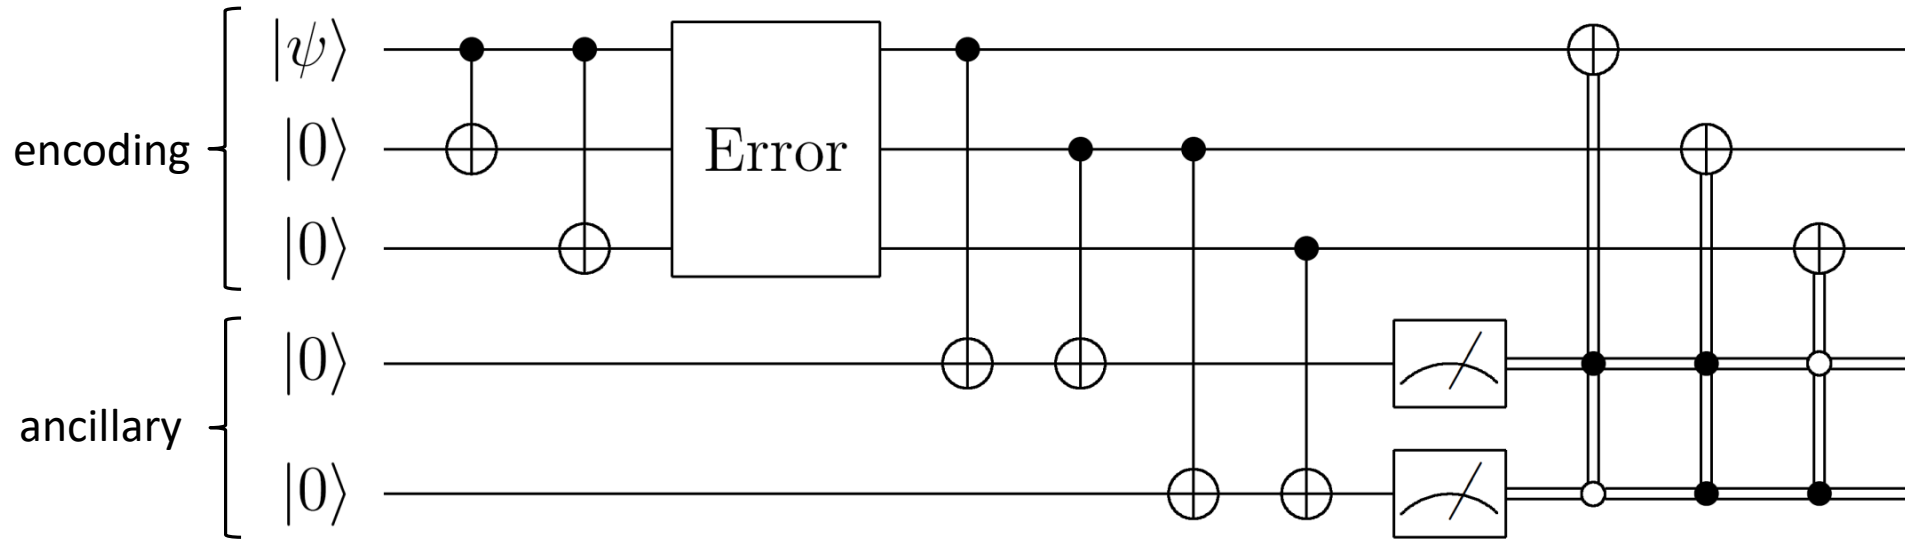 |ψ⟩
encoding
|0⟩
Error
|0⟩
|0⟩
ancillary
|0⟩